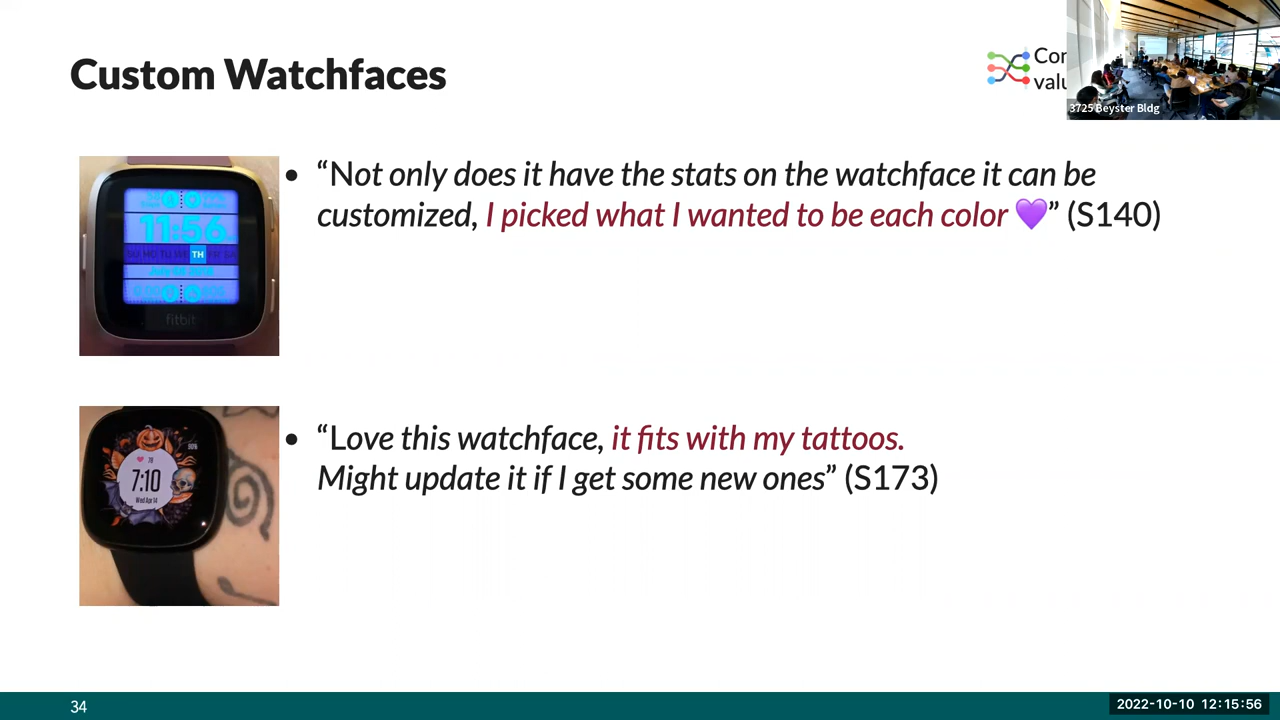 Custom Watchfaces
3725 Beyster Bldg
“Not only does it have the stats on the watchface it can be
customized, I picked what I wanted to be each color 💜” (S140)
11:56
TH
fitbit
“Love this watchface, it fits with my tattoos.
Might update it if I get some new ones” (S173)
7:10
Wed Apr 14
34
2022-10-10 12:15:56